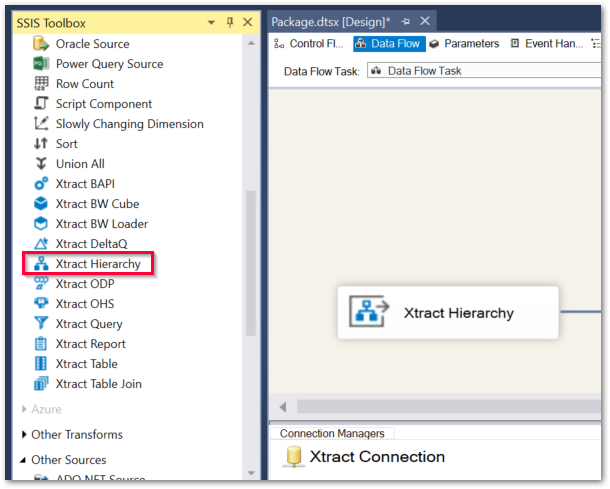 SSIS Toolbox
Oracle Source
Power Query Source
Row Count
Script Component
Slowly Changing Dimension
Sort
Union All
Xtract BAPI
Xtract BW Cube
Xtract BW Loader
Xtract DeltaQ
Xtract Hierarchy
Xtract ODP
Xtract OHS
Xtract Query
Xtract Report
Xtract Table
Xtract Table Join
Azure
Other Transforms
Other Sources
ADO NET Source
Package.dtsx [Design]*
Control Fl... Data Flow Parameters Event Han...
Data Flow Task: Data Flow Task
Xtract Hierarchy
Connection Managers
Xtract Connection